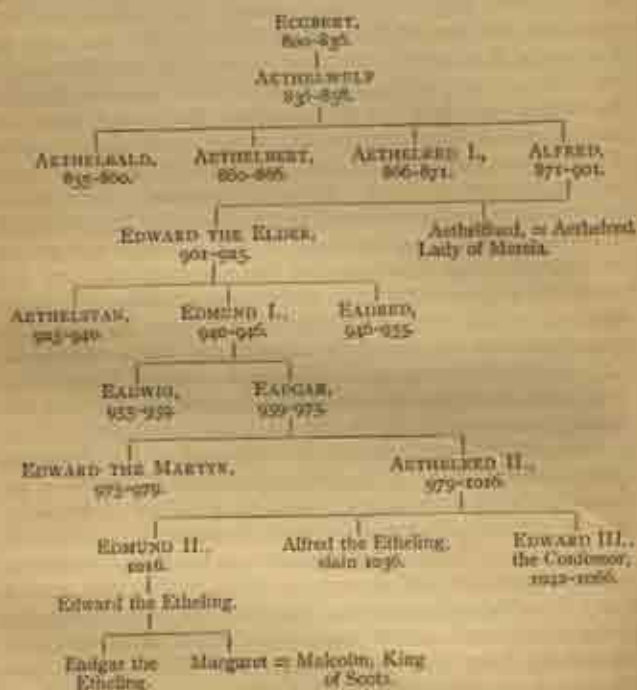 ECGBERT,
800-836.
AETHELWULF
836-858.
AETHELBALD, AETHELBERT, AETHELRED I., ALFRED,
855-860. 860-866. 866-871. 871-901.
EDWARD THE ELDER, Aethelflaed, = Aethelred.
901-925. Lady of Mercia.
AETHELSTAN, EDMUND I., EADRED,
925-940. 940-946. 946-955.
EADWIG, EADGAR,
955-959. 959-975.
EDWARD THE MARTYR, AETHELRED II.,
975-979. 979-1016.
EDMUND II., Alfred the Etheling, EDWARD III.,
1016. slain 1036. the Confessor,
1042-1066.
Edward the Etheling.
Eadgar the Margaret = Malcolm, King
Etheling. of Scots.